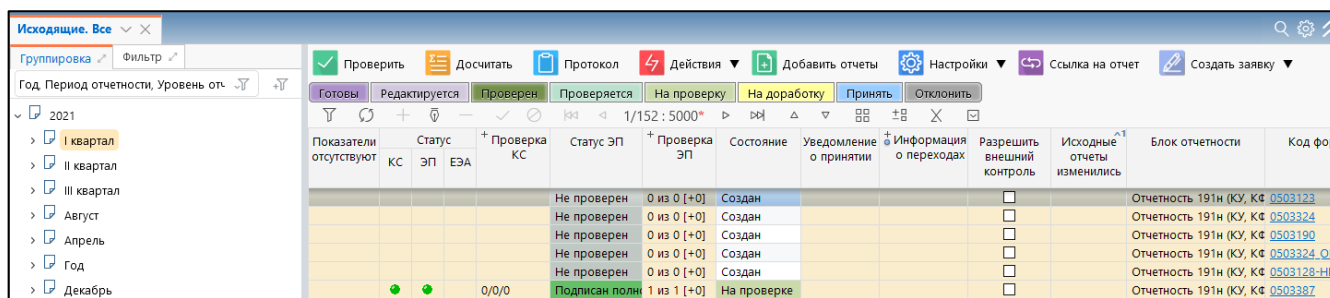 Исходящие. Все
Группировка Фильтр
Год, Период отчетности, Уровень отч
2021
I квартал
II квартал
III квартал
Август
Апрель
Год
Декабрь
Проверить Досчитать Протокол Действия ▼ Добавить отчеты Настройки ▼ Ссылка на отчет Создать заявку ▼
Готовы Редактируется Проверен Проверяется На проверку На доработку Принять Отклонить
1/152 : 5000*
Показатели отсутствуют Статус КС ЭП ЕЭА + Проверка КС Статус ЭП + Проверка ЭП Состояние Уведомление о принятии + Информация о переходах Разрешить внешний контроль Исходные отчеты изменились 1 Блок отчетности Код фор
Не проверен 0 из 0 [+0] Создан Отчетность 191н (КУ, КФ 0503123
Не проверен 0 из 0 [+0] Создан Отчетность 191н (КУ, КФ 0503324
Не проверен 0 из 0 [+0] Создан Отчетность 191н (КУ, КФ 0503190
Не проверен 0 из 0 [+0] Создан Отчетность 191н (КУ, КФ 0503324_О
Не проверен 0 из 0 [+0] Создан Отчетность 191н (КУ, КФ 0503128-НІ
0/0/0 Подписан полно 1 из 1 [+0] На проверке Отчетность 191н (КУ, КФ 0503387